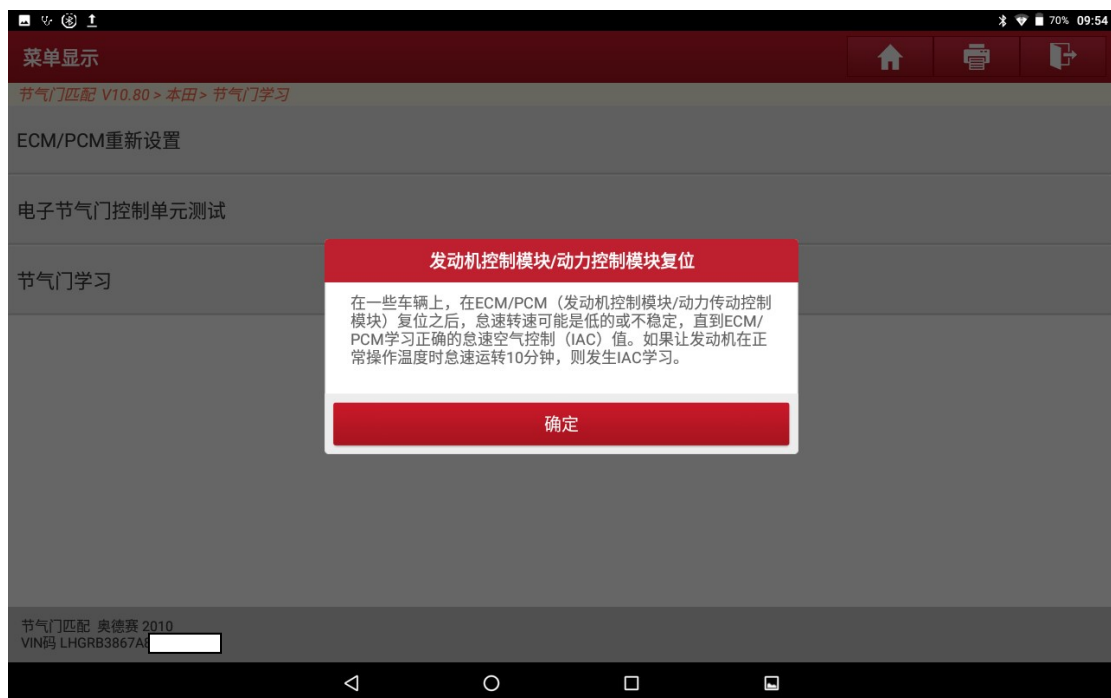 70% 09:54
菜单显示
节气门匹配 V10.80 > 本田 > 节气门学习
ECM/PCM重新设置
电子节气门控制单元测试
节气门学习
发动机控制模块/动力控制模块复位
在一些车辆上，在ECM/PCM（发动机控制模块/动力传动控制
模块）复位之后，怠速转速可能是低的或不稳定，直到ECM/
PCM学习正确的怠速空气控制（IAC）值。如果让发动机在正
常操作温度时怠速运转10分钟，则发生IAC学习。
确定
节气门匹配 奥德赛 2010
VIN码 LHGRB3867A